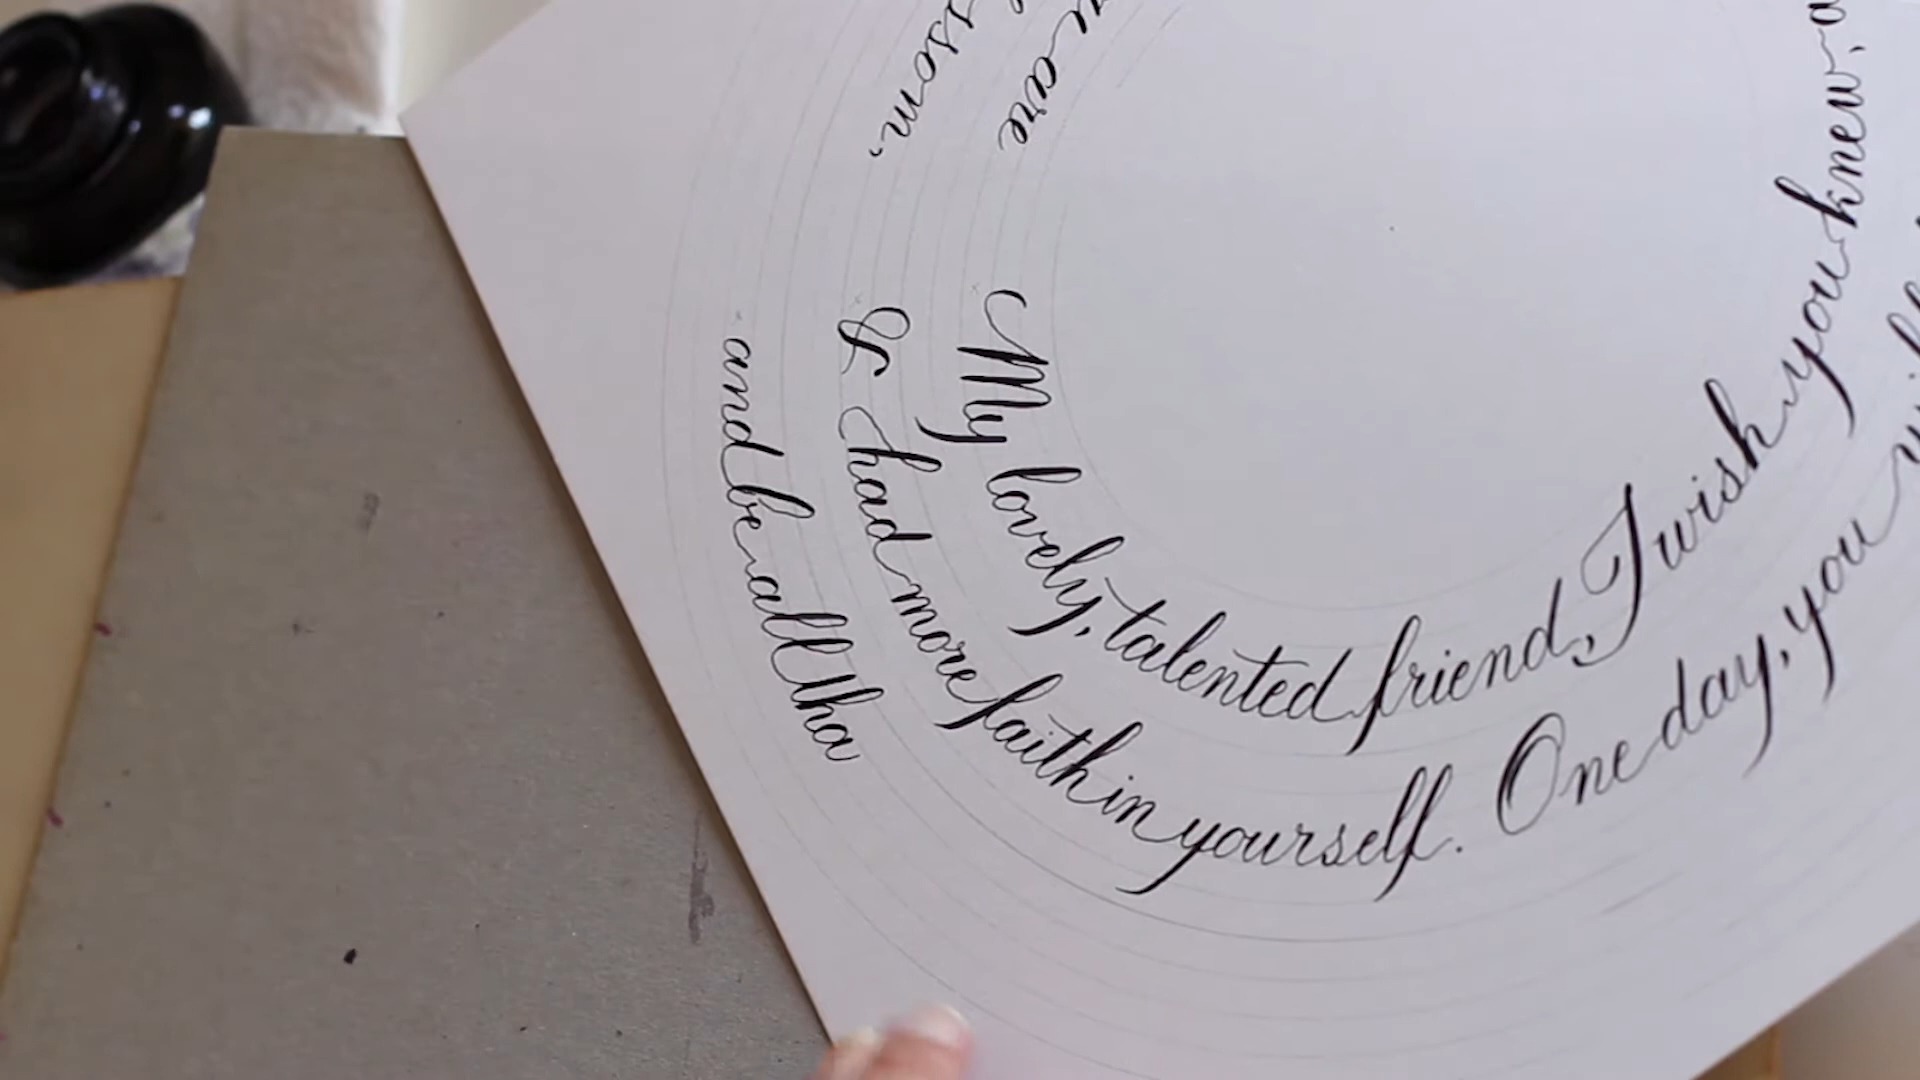 My lovely, talented friend, I wish you knew,
are
& had more faith in yourself. One day, you
and be all tha